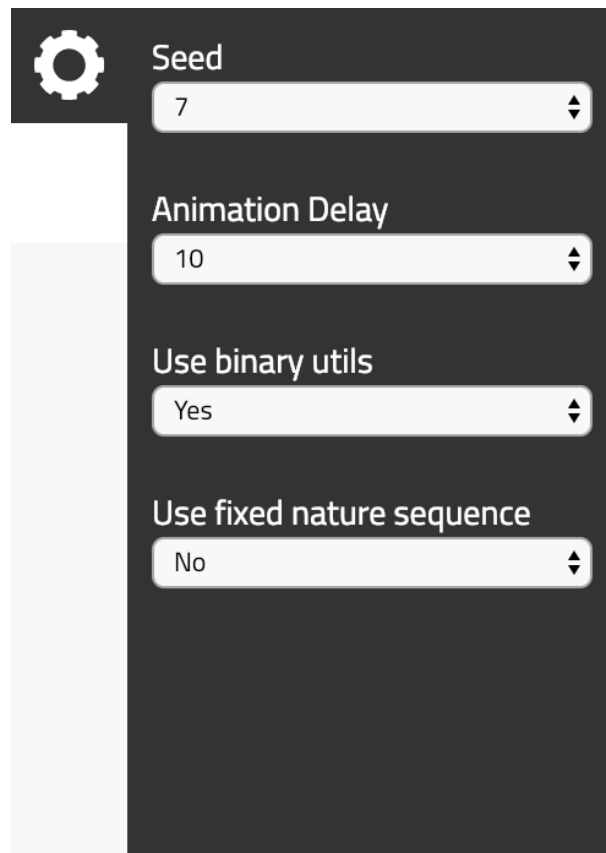 Seed
7
Animation Delay
10
Use binary utils
Yes
Use fixed nature sequence
No